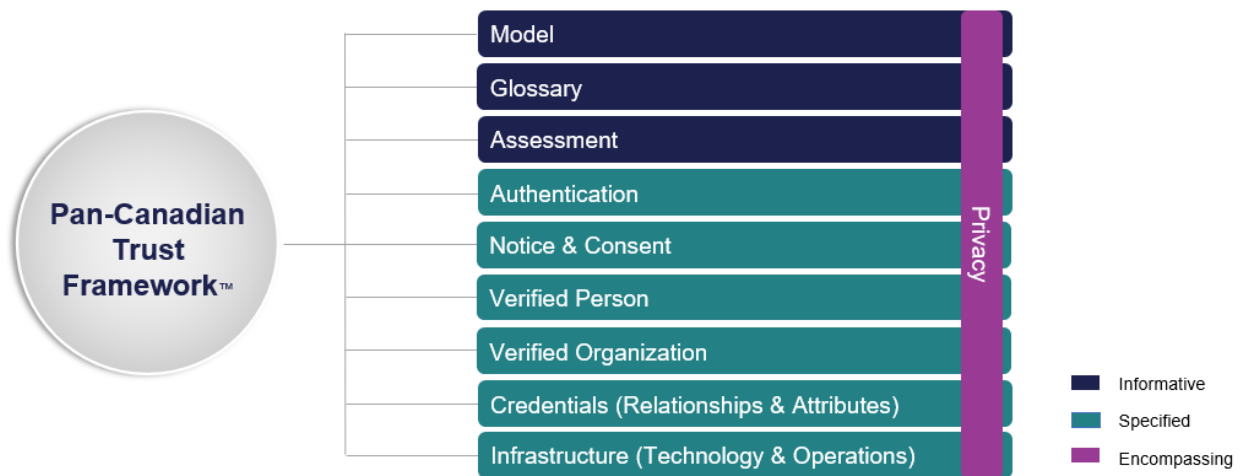 Pan-Canadian
Trust
Framework™
Model
Glossary
Assessment
Authentication
Notice & Consent
Verified Person
Verified Organization
Credentials (Relationships & Attributes)
Infrastructure (Technology & Operations)
Privacy
Informative
Specified
Encompassing